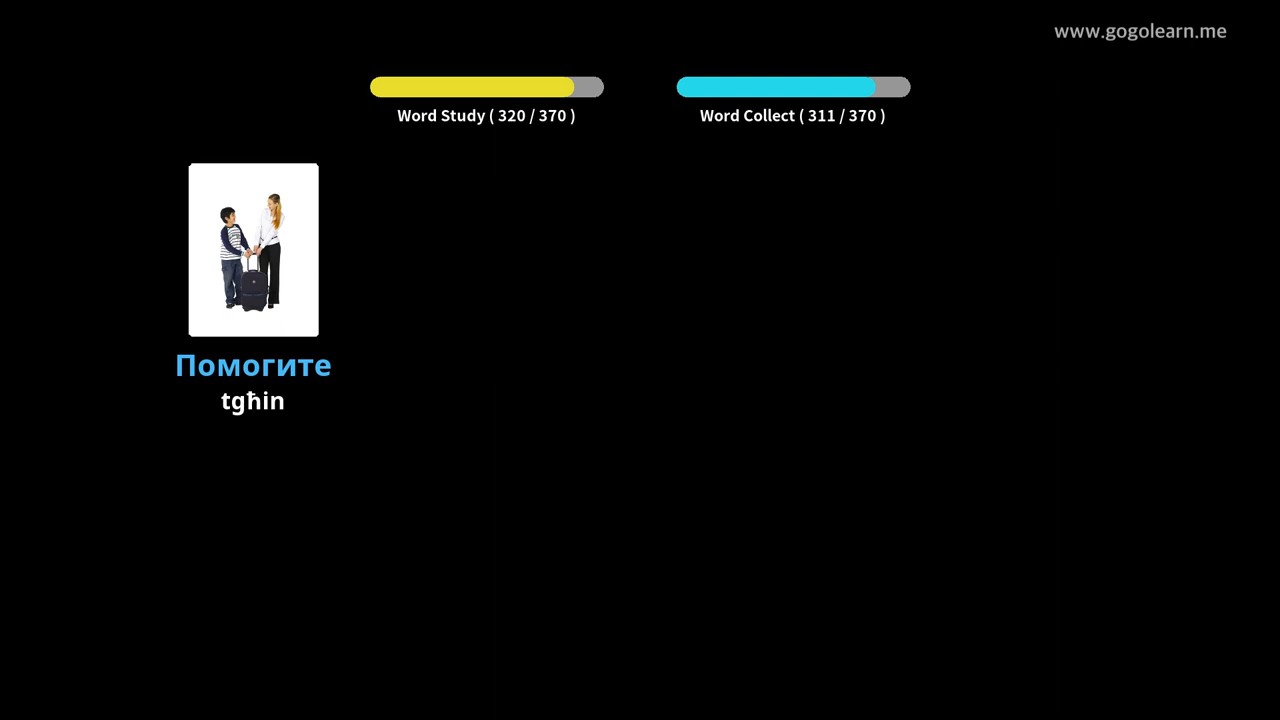 www.gogolearn.me
Word Study ( 320 / 370 )
Word Collect ( 311 / 370 )
Помогите
tgħin